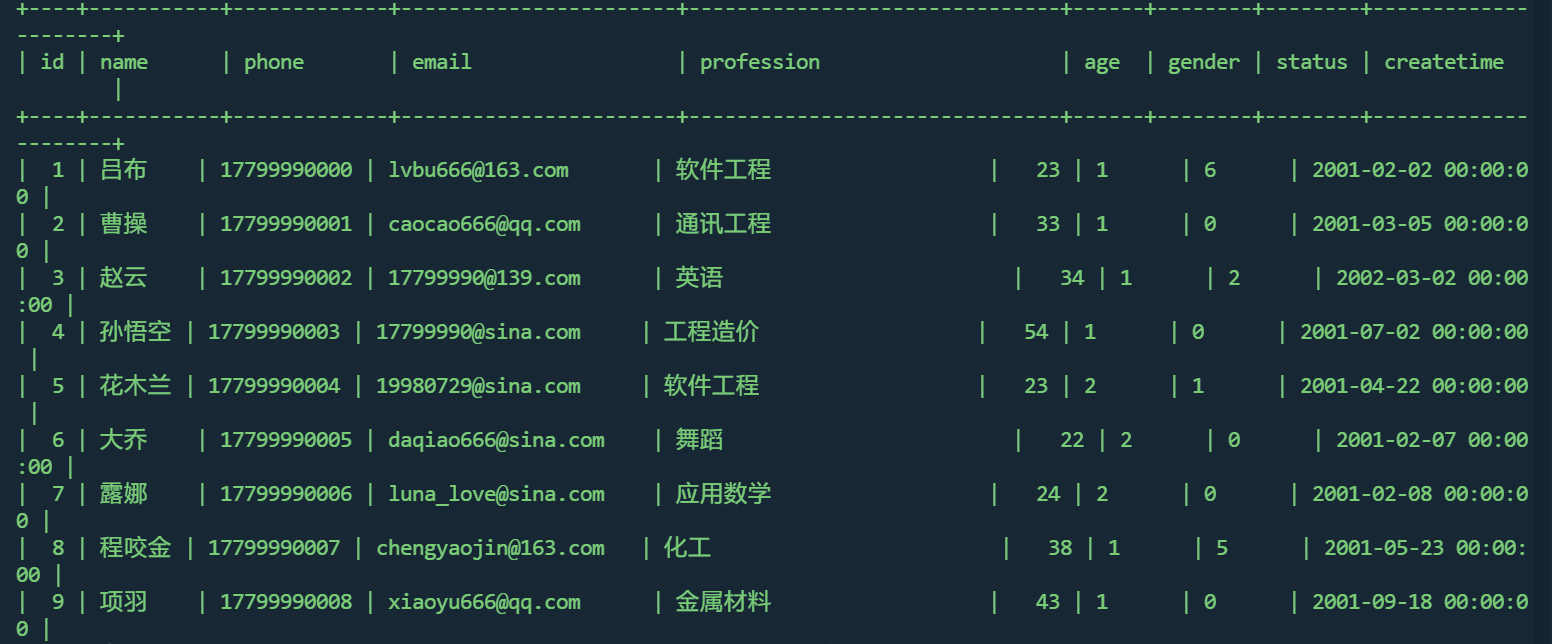 +----+-----------+-------------+-----------------------+--------------------------------+------+--------+--------+-------------
--------+
| id | name      | phone       | email                 | profession                     | age  | gender | status | createtime
        |
+----+-----------+-------------+-----------------------+--------------------------------+------+--------+--------+-------------
--------+
|  1 | 吕布    | 17799990000 | lvbu666@163.com       | 软件工程                   |   23 | 1      | 6      | 2001-02-02 00:00:0
0 |
|  2 | 曹操    | 17799990001 | caocao666@qq.com      | 通讯工程                   |   33 | 1      | 0      | 2001-03-05 00:00:0
0 |
|  3 | 赵云    | 17799990002 | 17799990@139.com      | 英语                         |   34 | 1      | 2      | 2002-03-02 00:00
:00 |
|  4 | 孙悟空 | 17799990003 | 17799990@sina.com     | 工程造价                   |   54 | 1      | 0      | 2001-07-02 00:00:00
 |
|  5 | 花木兰 | 17799990004 | 19980729@sina.com     | 软件工程                   |   23 | 2      | 1      | 2001-04-22 00:00:00
 |
|  6 | 大乔    | 17799990005 | daqiao666@sina.com    | 舞蹈                         |   22 | 2      | 0      | 2001-02-07 00:00
:00 |
|  7 | 露娜    | 17799990006 | luna_love@sina.com    | 应用数学                   |   24 | 2      | 0      | 2001-02-08 00:00:0
0 |
|  8 | 程咬金 | 17799990007 | chengyaojin@163.com   | 化工                         |   38 | 1      | 5      | 2001-05-23 00:00:
00 |
|  9 | 项羽    | 17799990008 | xiaoyu666@qq.com      | 金属材料                   |   43 | 1      | 0      | 2001-09-18 00:00:0
0 |